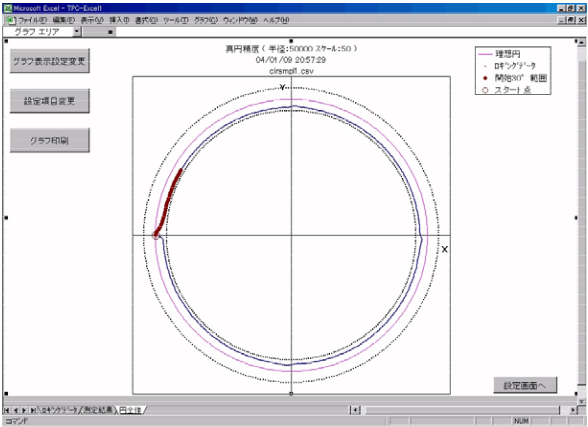 Microsoft Excel - TPC-Excel1
ファイル(F) 編集(E) 表示(V) 挿入(I) 書式(O) ツール(T) グラフ(C) ウィンドウ(W) ヘルプ(H)
グラフ エリア =
真円精度 ( 半径:50000 スケール:50 )
04/01/09 20:57:29
cirsmpl1.csv
理想円
ロギングデータ
開始30° 範囲
スタート点
グラフ表示設定変更
設定項目変更
グラフ印刷
Y
X
設定画面へ
ロギングデータ/測定結果/円全体/
コマンド
NUM